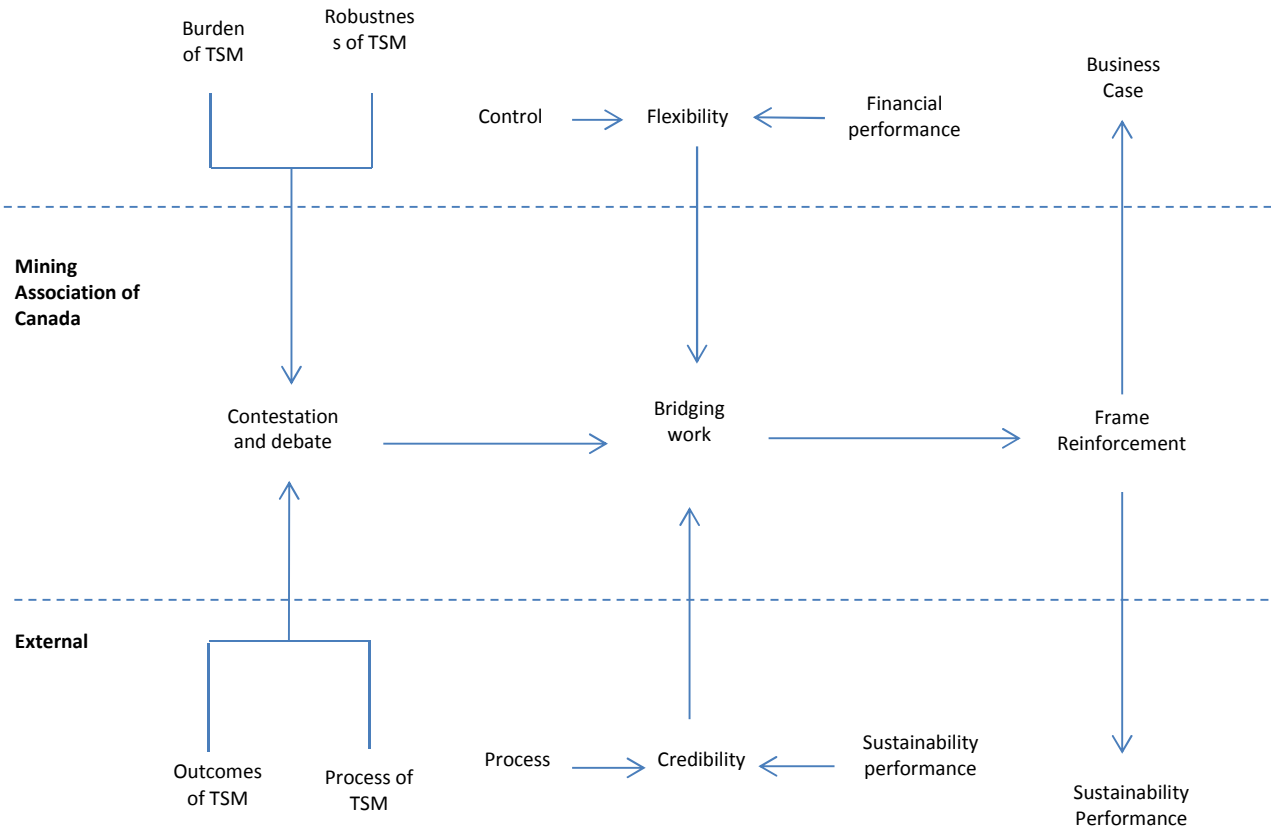 Burden
of TSM
Robustnes
s of TSM
Control
Flexibility
Financial
performance
Business
Case
Mining
Association of
Canada
Contestation
and debate
Bridging
work
Frame
Reinforcement
External
Outcomes
of TSM
Process of
TSM
Process
Credibility
Sustainability
performance
Sustainability
Performance